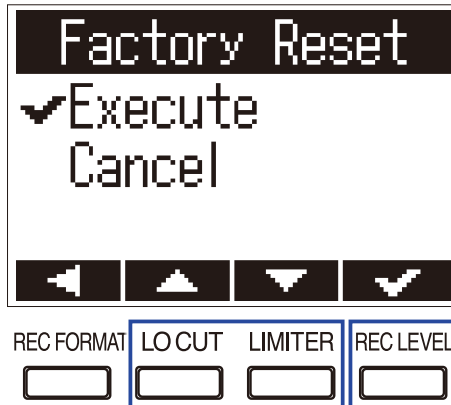 Factory Reset
Execute
Cancel
REC FORMAT LO CUT LIMITER REC LEVEL